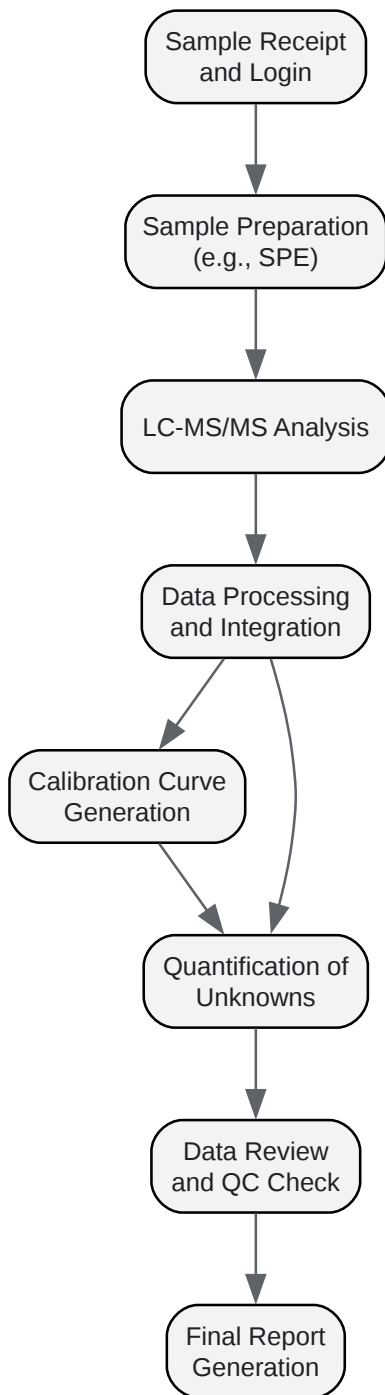 Sample Receipt
and Login
Sample Preparation
(e.g., SPE)
LC-MS/MS Analysis
Data Processing
and Integration
Calibration Curve
Generation
Quantification of
Unknowns
Data Review
and QC Check
Final Report
Generation